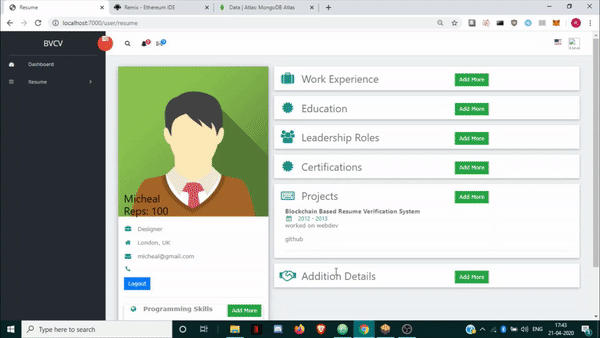 Resume
Remix - Ethereum IDE
Data | Atlas: MongoDB Atlas
localhost:7000/user/resume
BVCV
Dashboard
Resume
Micheal
Reps: 100
Designer
London, UK
micheal@gmail.com
Logout
Programming Skills
Add More
Work Experience
Add More
Education
Add More
Leadership Roles
Add More
Certifications
Add More
Projects
Add More
Blockchain Based Resume Verification System
2012 - 2013
worked on webdev
github
Addition Details
Add More
Type here to search
ENG
17:43
21-04-2020